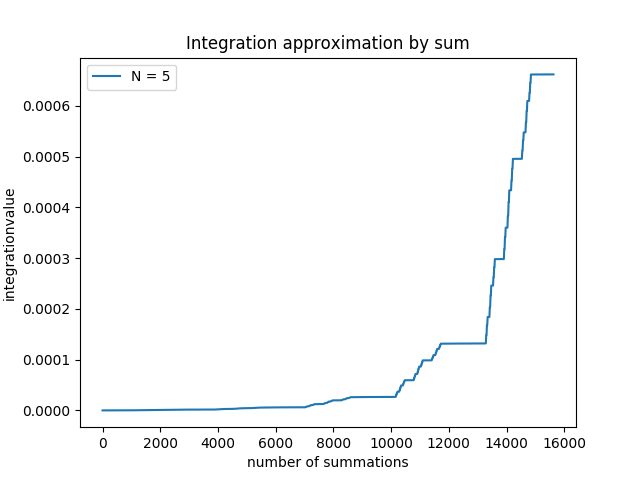 Integration approximation by sum
N = 5
integrationvalue
0.0006
0.0005
0.0004
0.0003
0.0002
0.0001
0.0000
0 2000 4000 6000 8000 10000 12000 14000 16000
number of summations